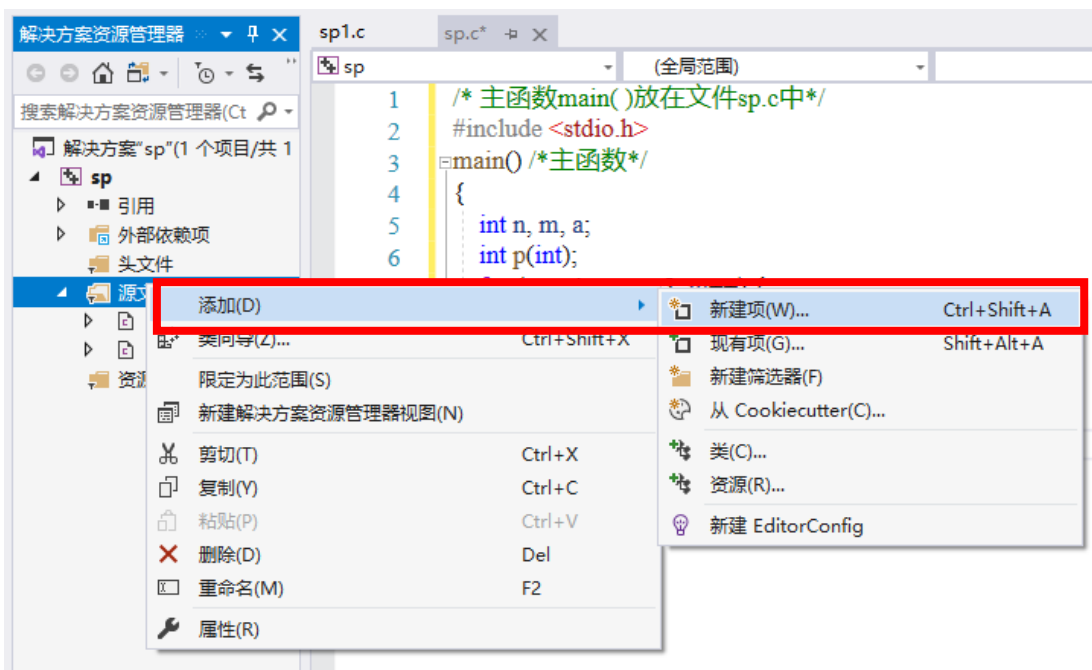 解决方案资源管理器
sp1.c
sp.c*
sp
(全局范围)
搜索解决方案资源管理器(Ct
解决方案"sp"(1 个项目/共 1
sp
引用
外部依赖项
头文件
源文
资源
1 /* 主函数main( )放在文件sp.c中*/
2 #include <stdio.h>
3 main() /*主函数*/
4 {
5 int n, m, a;
6 int p(int);
添加(D)
类向导(Z)... Ctrl+Shift+X
限定为此范围(S)
新建解决方案资源管理器视图(N)
剪切(T) Ctrl+X
复制(Y) Ctrl+C
粘贴(P) Ctrl+V
删除(D) Del
重命名(M) F2
属性(R)
新建项(W)... Ctrl+Shift+A
现有项(G)... Shift+Alt+A
新建筛选器(F)
从 Cookiecutter(C)...
类(C)...
资源(R)...
新建 EditorConfig